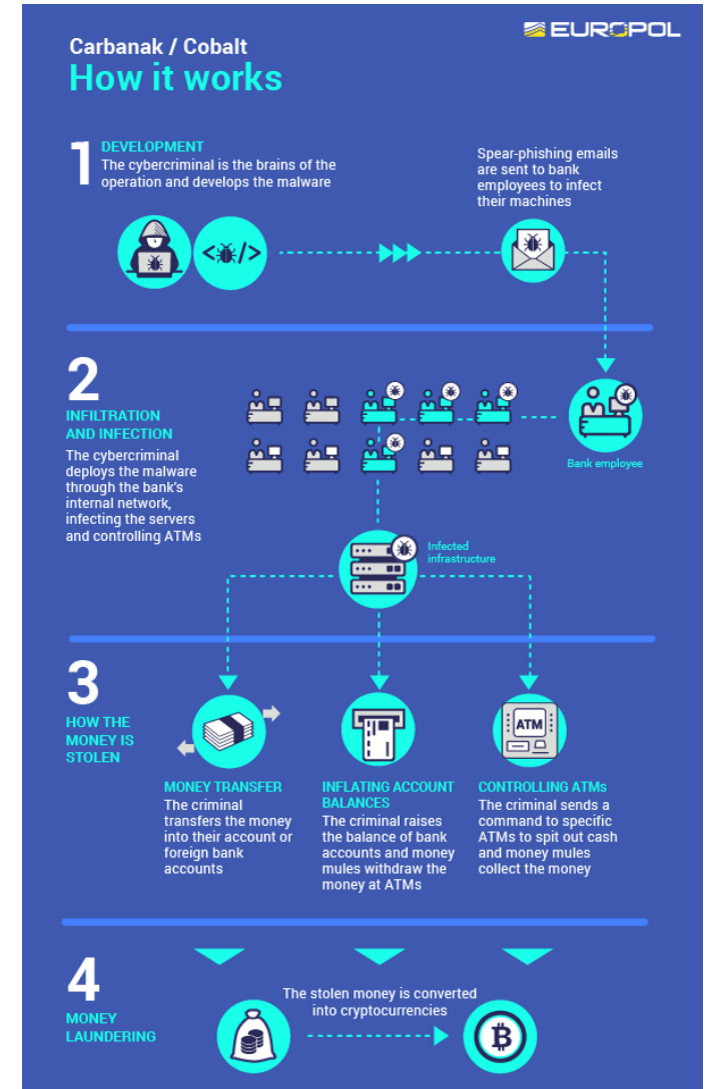 EUROPOL
Carbanak / Cobalt
How it works
1
DEVELOPMENT
The cybercriminal is the brains of the
operation and develops the malware
Spear-phishing emails
are sent to bank
employees to infect
their machines
< />
2
INFILTRATION
AND INFECTION
The cybercriminal
deploys the malware
through the bank's
internal network,
infecting the servers
and controlling ATMs
Bank employee
Infected
infrastructure
3
HOW THE
MONEY IS
STOLEN
MONEY TRANSFER
The criminal
transfers the money
into their account or
foreign bank
accounts
INFLATING ACCOUNT
BALANCES
The criminal raises
the balance of bank
accounts and money
mules withdraw the
money at ATMs
ATM
CONTROLLING ATMs
The criminal sends a
command to specific
ATMs to spit out cash
and money mules
collect the money
4
MONEY
LAUNDERING
The stolen money is converted
into cryptocurrencies
₿